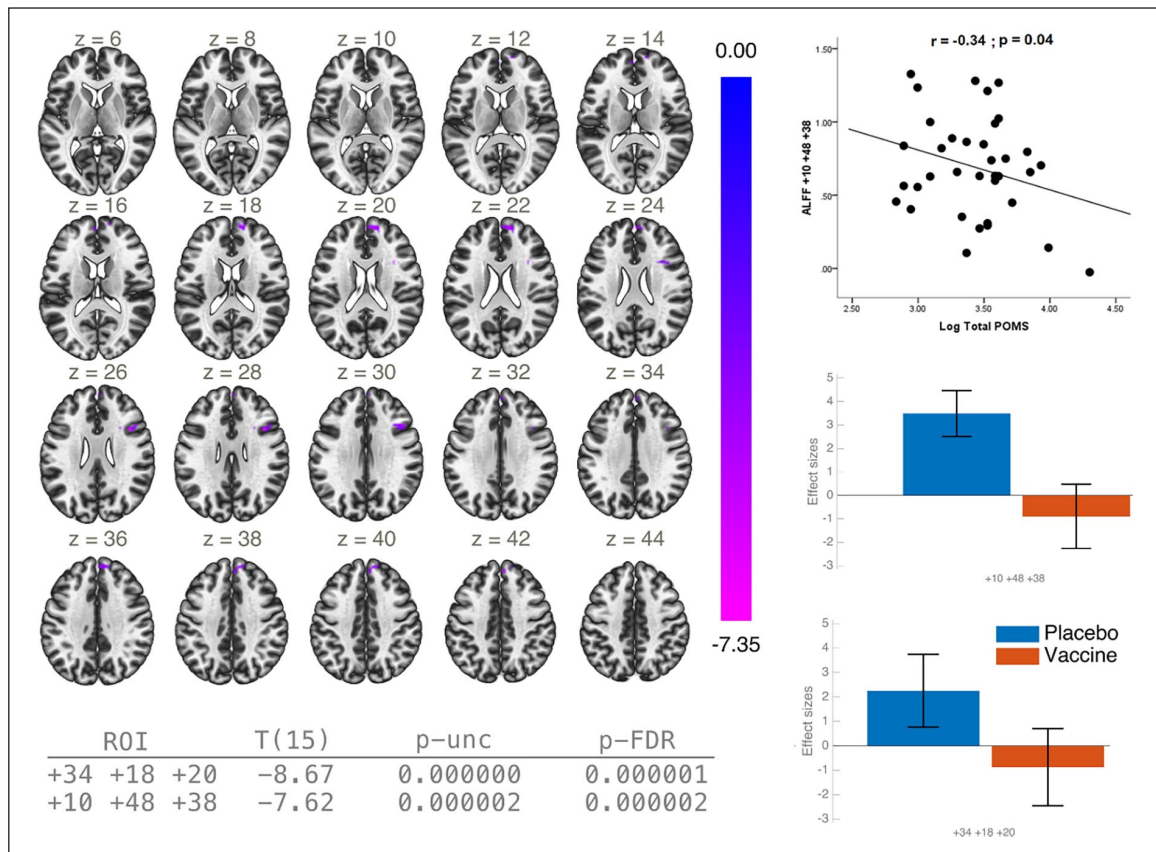 z = 6 z = 8 z = 10 z = 12 z = 14
z = 16 z = 18 z = 20 z = 22 z = 24
z = 26 z = 28 z = 30 z = 32 z = 34
z = 36 z = 38 z = 40 z = 42 z = 44
0.00
-7.35
ROI T(15) p-unc p-FDR
+34 +18 +20 -8.67 0.000000 0.000001
+10 +48 +38 -7.62 0.000002 0.000002
r = -0.34 ; p = 0.04
1.50
1.00
.50
.00
ALFF +10 +48 +38
2.50 3.00 3.50 4.00 4.50
Log Total POMS
5
4
3
2
1
0
-1
-2
-3
Effect sizes
+10 +48 +38
Placebo
Vaccine
5
4
3
2
1
0
-1
-2
-3
Effect sizes
+34 +18 +20